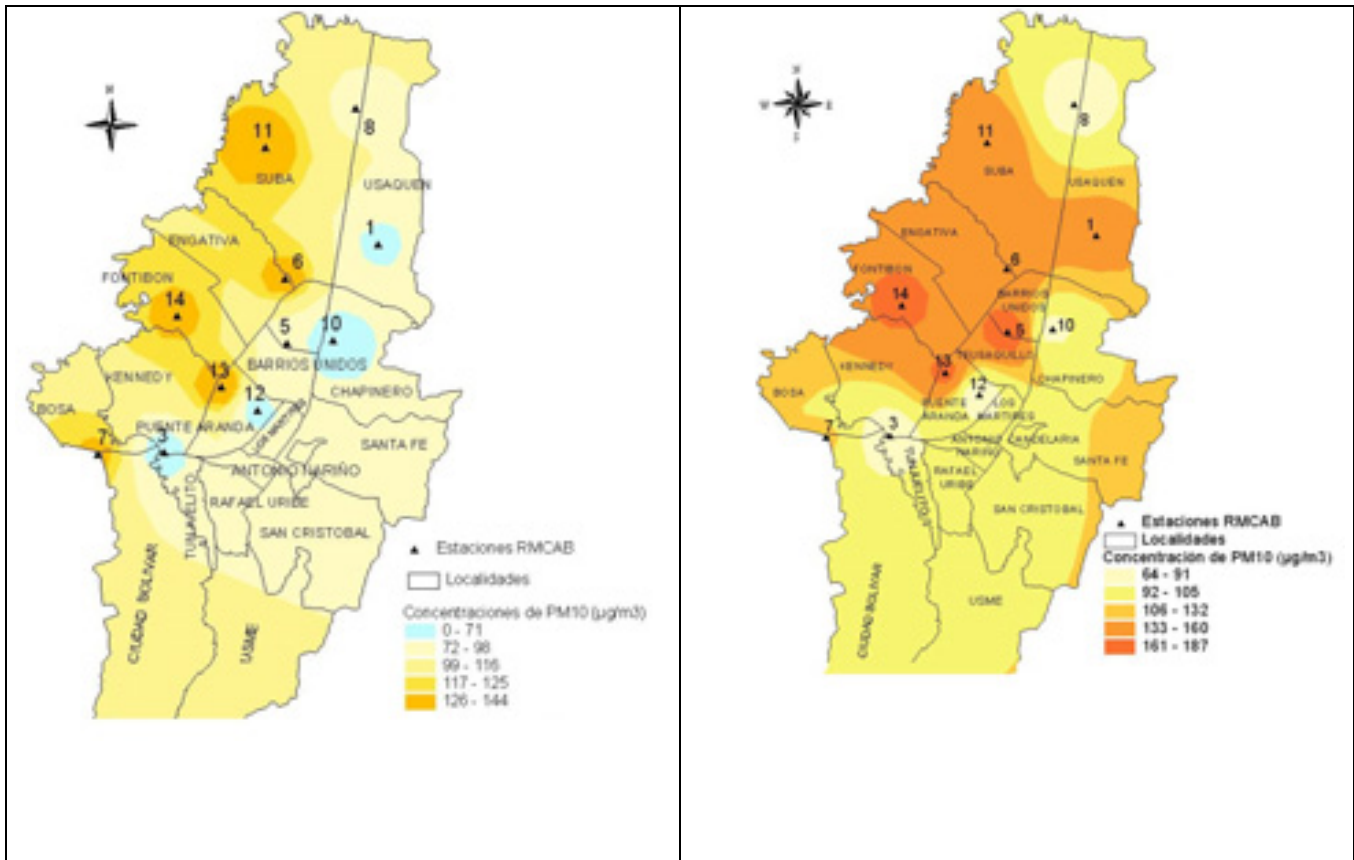 N
11
8
SUBA
USAQUEN
1
ENGATIVA
6
FONTIBON
14
5
10
BARRIOS UNIDOS
KENNEDY
13
CHAPINERO
12
BOSA
PUENTE ARANDA
LOS MARTIRES
7
3
SANTA FE
ANTONIO NARIÑO
RAFAEL URIBE
SAN CRISTOBAL
CIUDAD BOLIVAR
USME
Estaciones RMCAB
Localidades
Concentraciones de PM10 (µg/m3)
0 - 71
72 - 98
99 - 116
117 - 125
126 - 144
N
W E
11
8
SUBA
USAQUEN
1
ENGATIVA
6
FONTIBON
14
BARRIOS
UNIDOS
5
10
TEUSAQUILLO
KENNEDY
13
CHAPINERO
12
BOSA
PUENTE LOS
ARANDA MARTIRES
7
3
ANTONIO CANDELARIA
NARIÑO
SANTA FE
TUNJUELITO
RAFAEL
URIBE
SAN CRISTOBAL
CIUDAD BOLIVAR
USME
Estaciones RMCAB
Localidades
Concentración de PM10 (µg/m3)
64 - 91
92 - 105
106 - 132
133 - 160
161 - 187